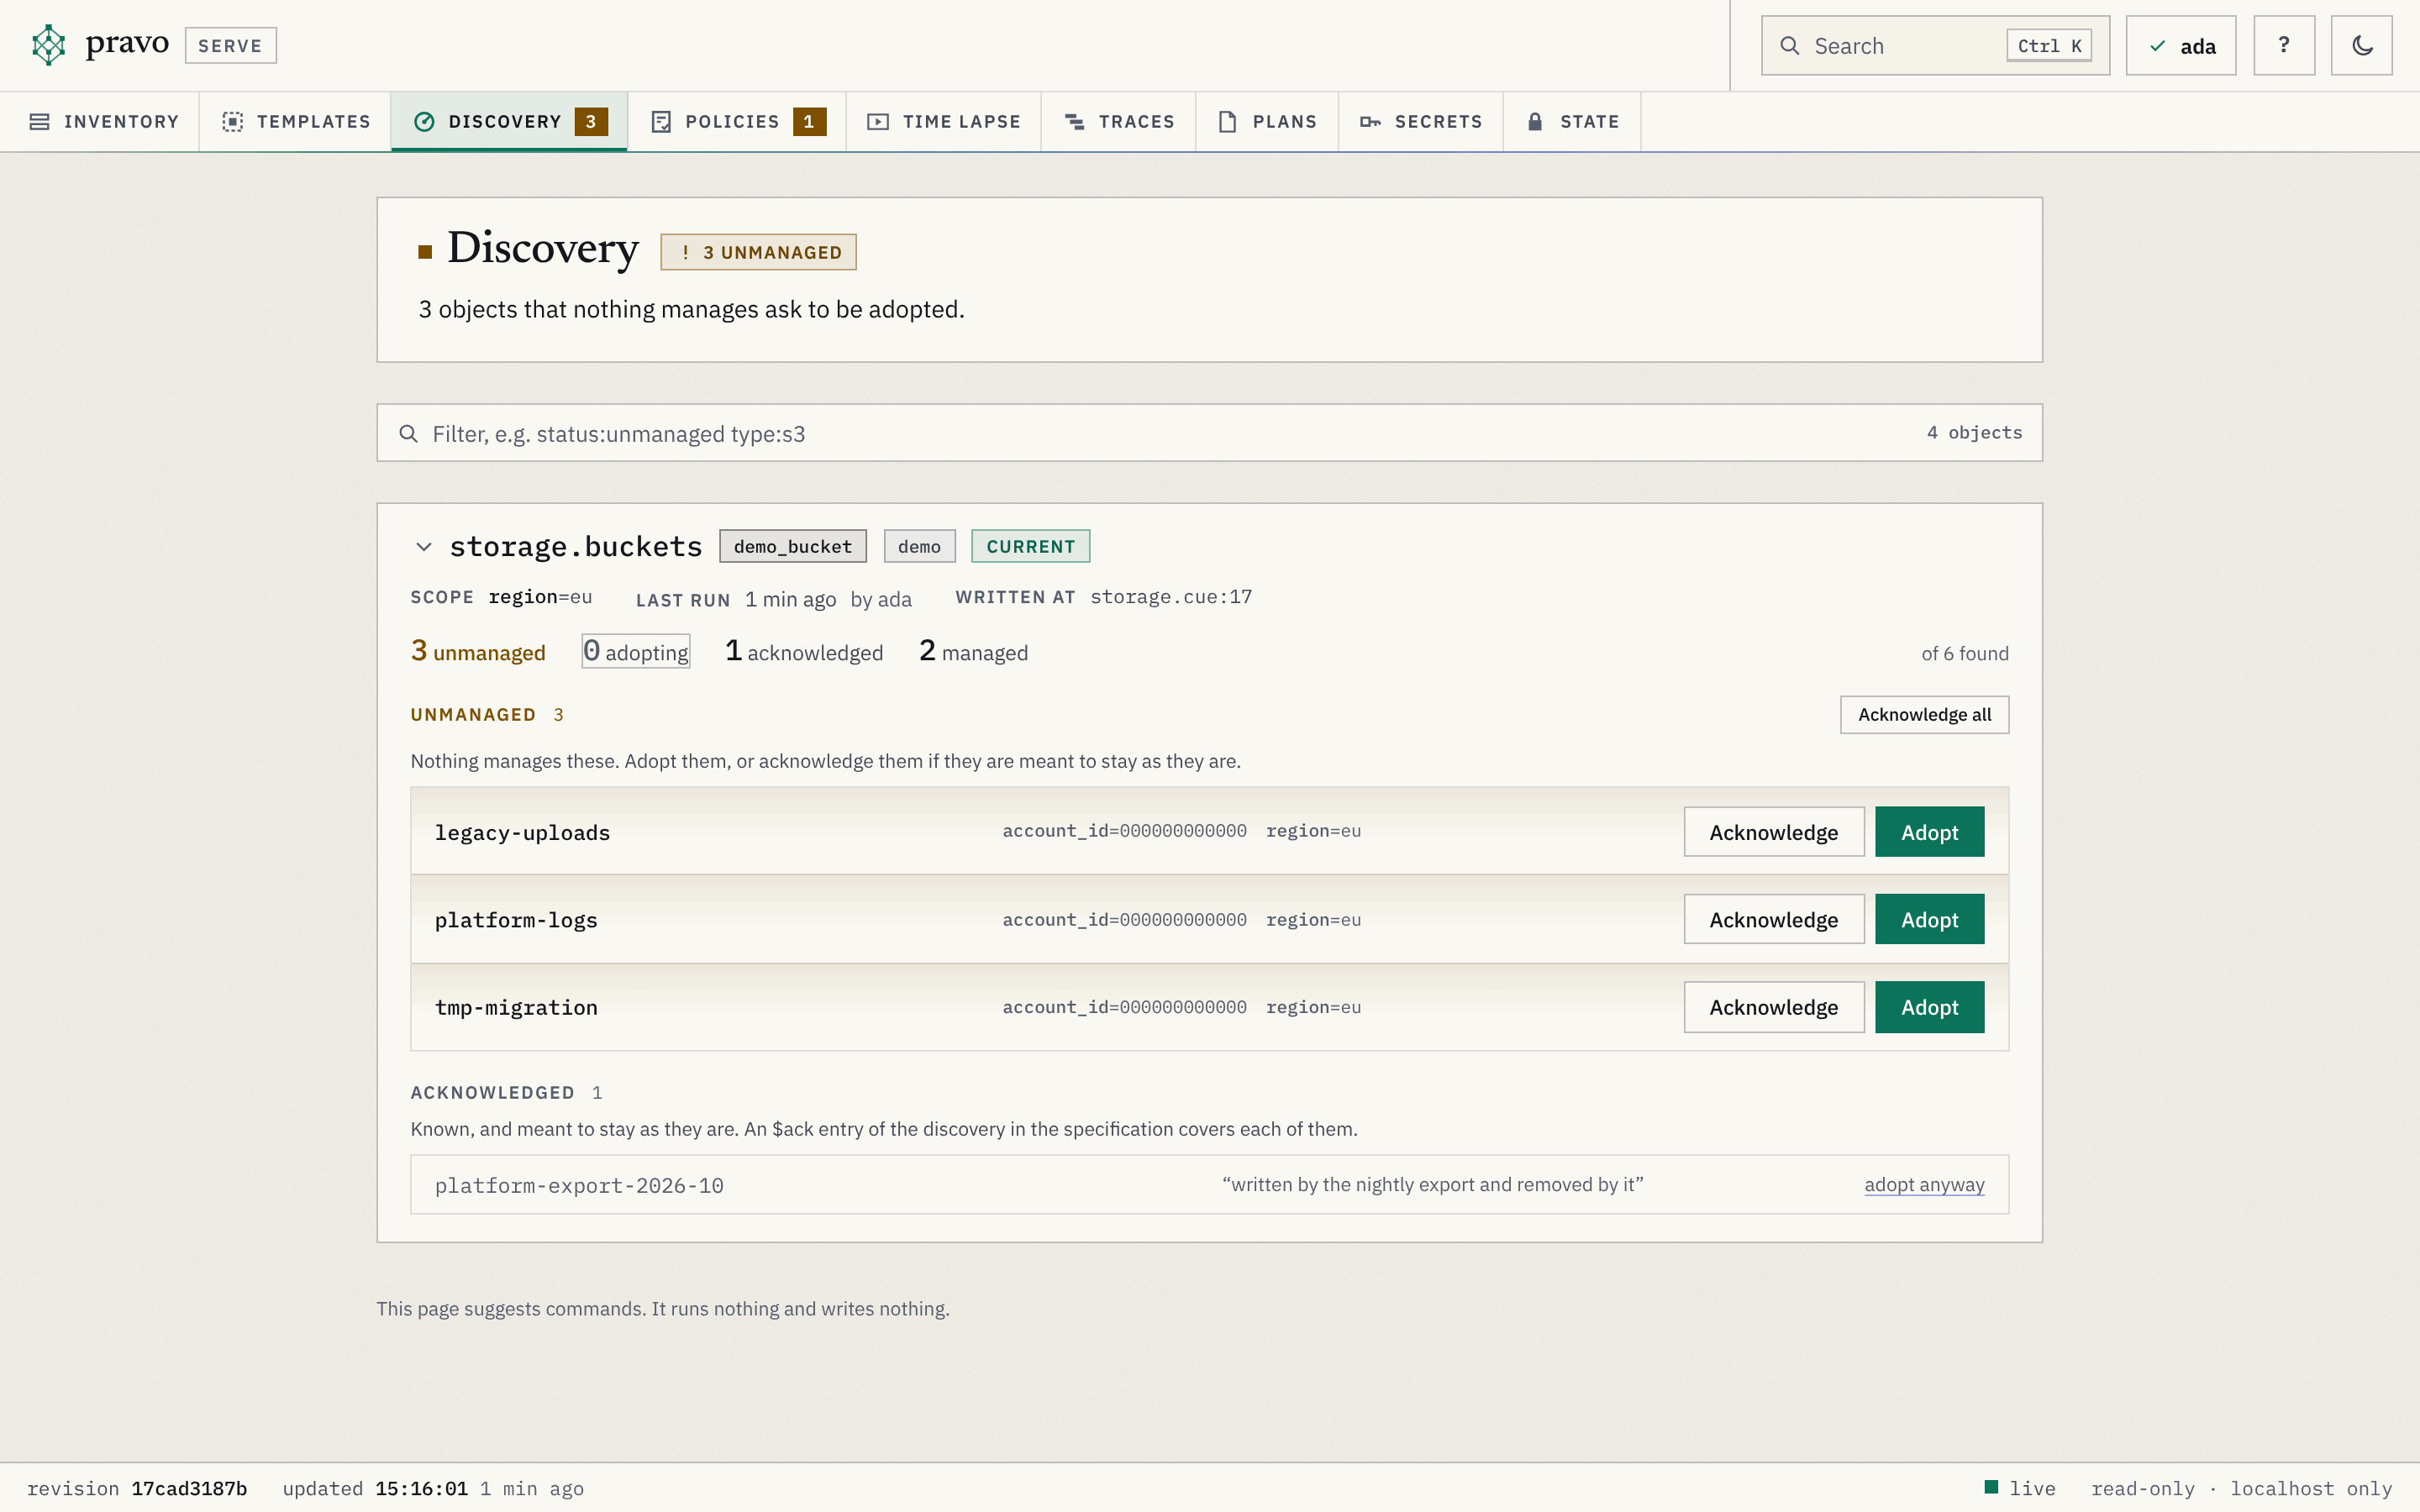 pravo SERVE Search Ctrl K ada ?
INVENTORY TEMPLATES DISCOVERY 3 POLICIES 1 TIME LAPSE TRACES PLANS SECRETS STATE
Discovery ! 3 UNMANAGED
3 objects that nothing manages ask to be adopted.
Filter, e.g. status:unmanaged type:s3 4 objects
storage.buckets demo_bucket demo CURRENT
SCOPE region=eu LAST RUN 1 min ago by ada WRITTEN AT storage.cue:17
3 unmanaged 0 adopting 1 acknowledged 2 managed of 6 found
UNMANAGED 3 Acknowledge all
Nothing manages these. Adopt them, or acknowledge them if they are meant to stay as they are.
legacy-uploads account_id=000000000000 region=eu Acknowledge Adopt
platform-logs account_id=000000000000 region=eu Acknowledge Adopt
tmp-migration account_id=000000000000 region=eu Acknowledge Adopt
ACKNOWLEDGED 1
Known, and meant to stay as they are. An $ack entry of the discovery in the specification covers each of them.
platform-export-2026-10 “written by the nightly export and removed by it” adopt anyway
This page suggests commands. It runs nothing and writes nothing.
revision 17cad3187b updated 15:16:01 1 min ago live read-only · localhost only